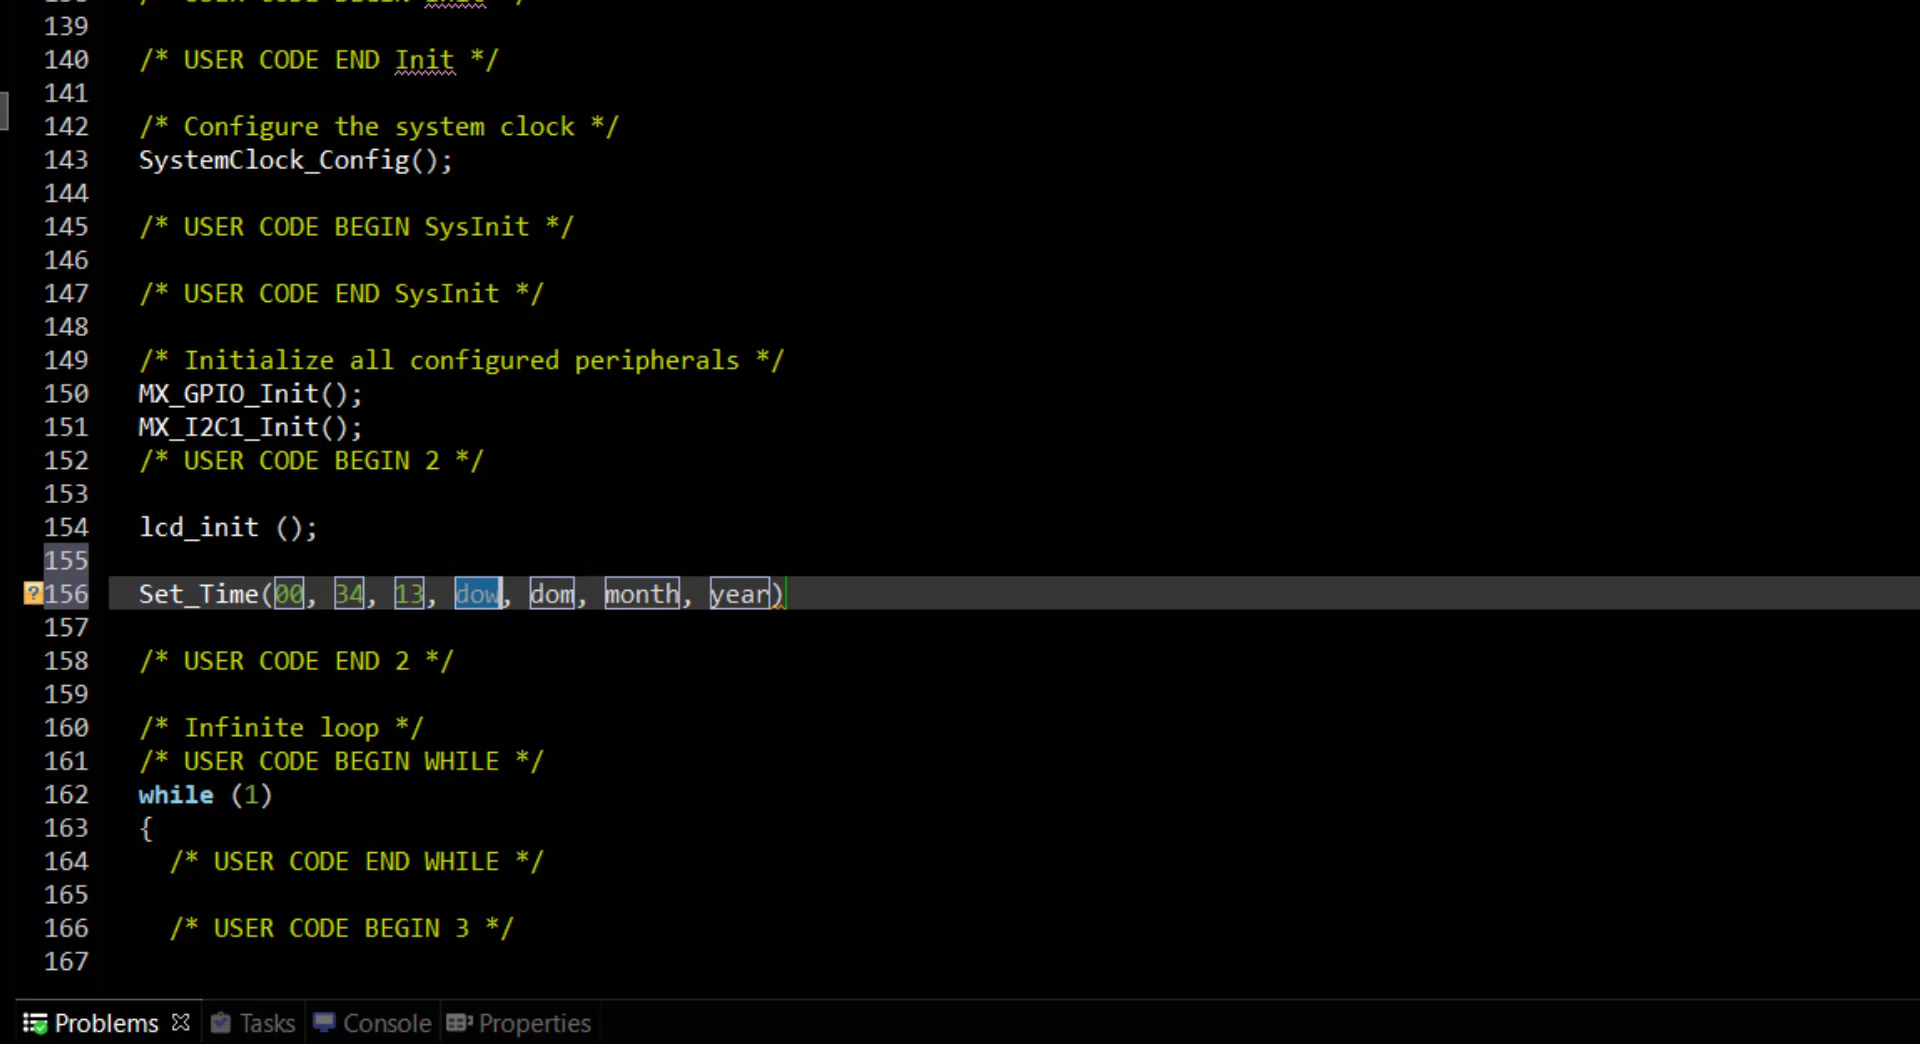 139
140 /* USER CODE END Init */
141
142 /* Configure the system clock */
143 SystemClock_Config();
144
145 /* USER CODE BEGIN SysInit */
146
147 /* USER CODE END SysInit */
148
149 /* Initialize all configured peripherals */
150 MX_GPIO_Init();
151 MX_I2C1_Init();
152 /* USER CODE BEGIN 2 */
153
154 lcd_init ();
155
156 Set_Time(00, 34, 13, dow, dom, month, year)
157
158 /* USER CODE END 2 */
159
160 /* Infinite loop */
161 /* USER CODE BEGIN WHILE */
162 while (1)
163 {
164 /* USER CODE END WHILE */
165
166 /* USER CODE BEGIN 3 */
167
Problems Tasks Console Properties